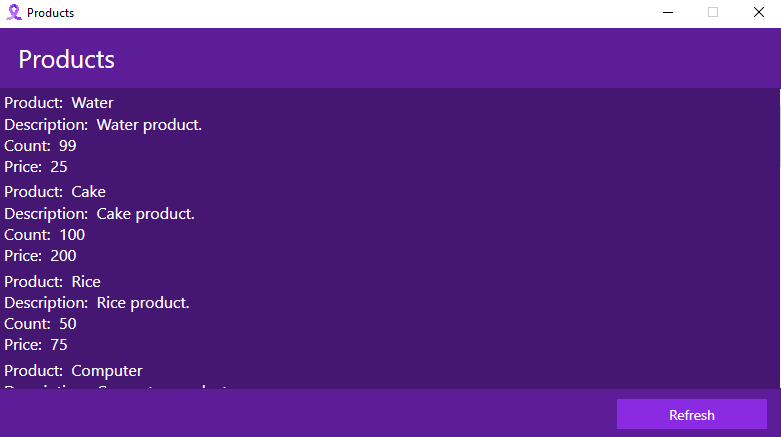 Products
Products
Product: Water
Description: Water product.
Count: 99
Price: 25
Product: Cake
Description: Cake product.
Count: 100
Price: 200
Product: Rice
Description: Rice product.
Count: 50
Price: 75
Product: Computer
Refresh